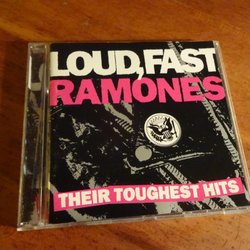 LOUD, FAST
RAMONES
THEIR TOUGHEST HITS